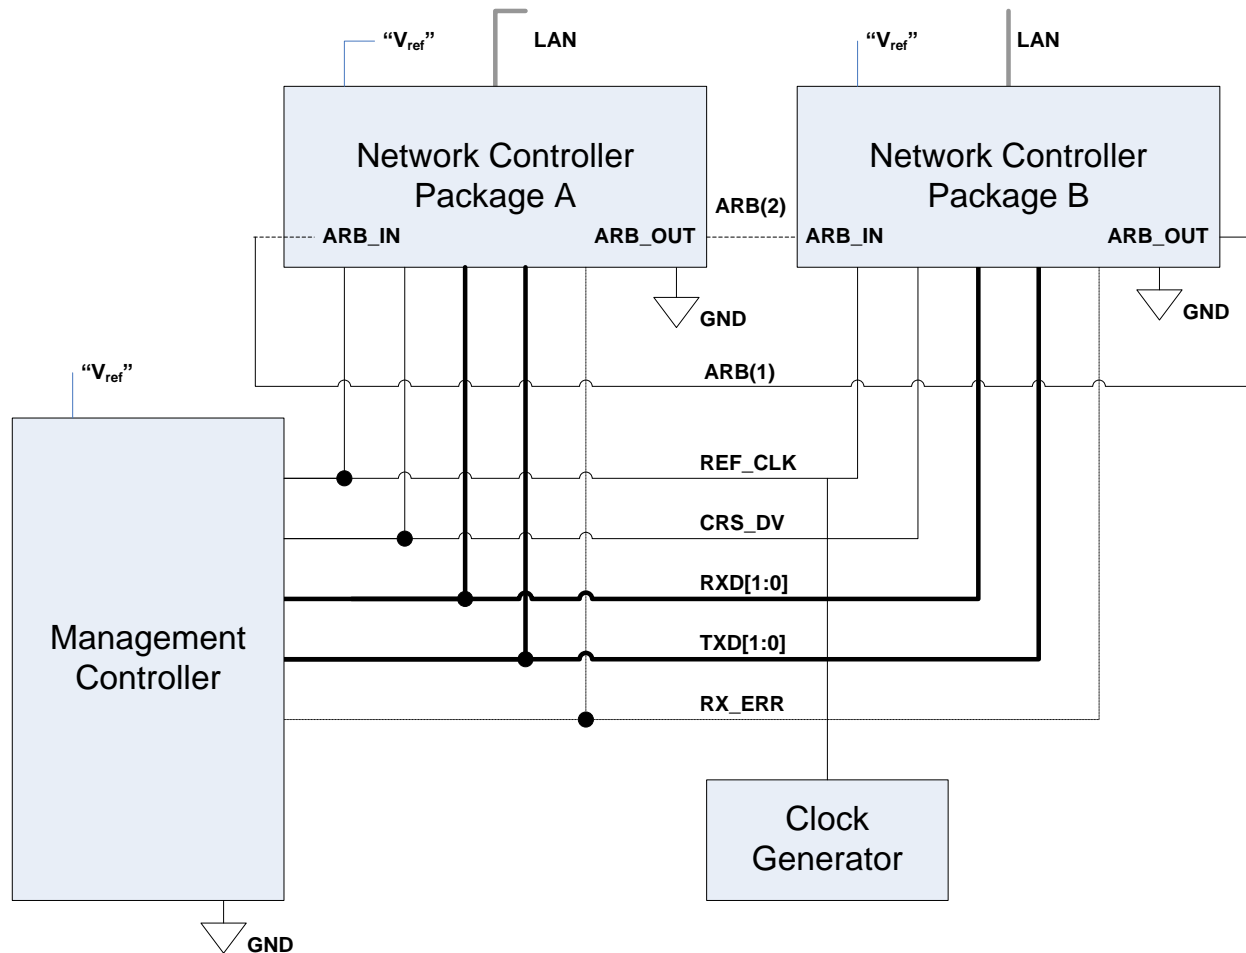 “Vref”
LAN
“Vref”
LAN
Network Controller
Package A
Network Controller
Package B
ARB(2)
ARB_IN
ARB_OUT
ARB_IN
ARB_OUT
GND
GND
“Vref”
ARB(1)
REF_CLK
CRS_DV
RXD[1:0]
Management
Controller
TXD[1:0]
RX_ERR
Clock
Generator
GND